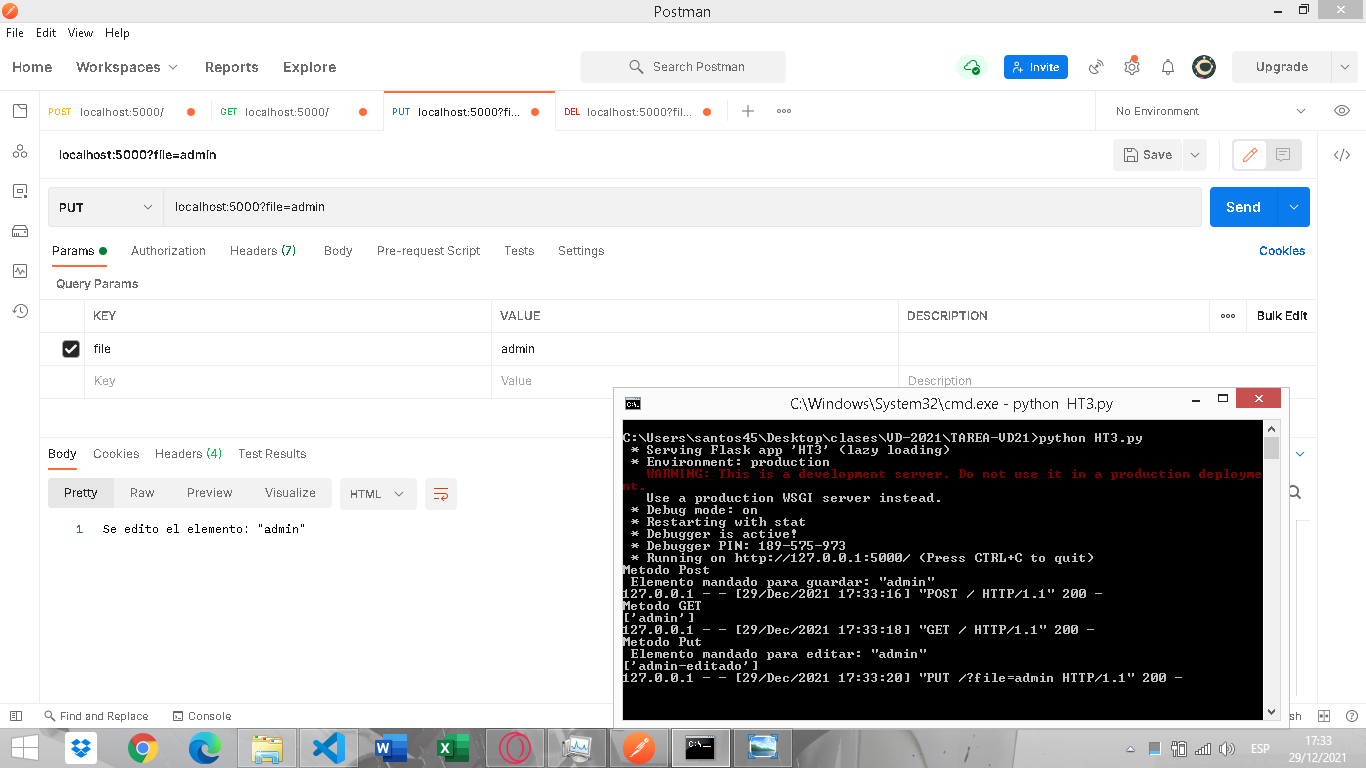 Postman
File Edit View Help
Home Workspaces Reports Explore Search Postman Invite Upgrade
POST localhost:5000/ GET localhost:5000/ PUT localhost:5000?fi... DEL localhost:5000?fil... No Environment
localhost:5000?file=admin Save
PUT localhost:5000?file=admin Send
Params Authorization Headers (7) Body Pre-request Script Tests Settings Cookies
Query Params
KEY VALUE DESCRIPTION Bulk Edit
file admin
Key Value Description
Body Cookies Headers (4) Test Results
Pretty Raw Preview Visualize HTML
1 Se edito el elemento: "admin"
C:\Windows\System32\cmd.exe - python HT3.py
C:\Users\santos45\Desktop\clases\VD-2021\TAREA-VD21>python HT3.py
* Serving Flask app 'HT3' (lazy loading)
* Environment: production
WARNING: This is a development server. Do not use it in a production deployme
nt.
Use a production WSGI server instead.
* Debug mode: on
* Restarting with stat
* Debugger is active!
* Debugger PIN: 189-575-973
* Running on http://127.0.0.1:5000/ (Press CTRL+C to quit)
Metodo Post
Elemento mandado para guardar: "admin"
127.0.0.1 - - [29/Dec/2021 17:33:16] "POST / HTTP/1.1" 200 -
Metodo GET
['admin']
127.0.0.1 - - [29/Dec/2021 17:33:18] "GET / HTTP/1.1" 200 -
Metodo Put
Elemento mandado para editar: "admin"
['admin-editado']
127.0.0.1 - - [29/Dec/2021 17:33:20] "PUT /?file=admin HTTP/1.1" 200 -
Find and Replace Console sh
ESP 17:33
29/12/2021